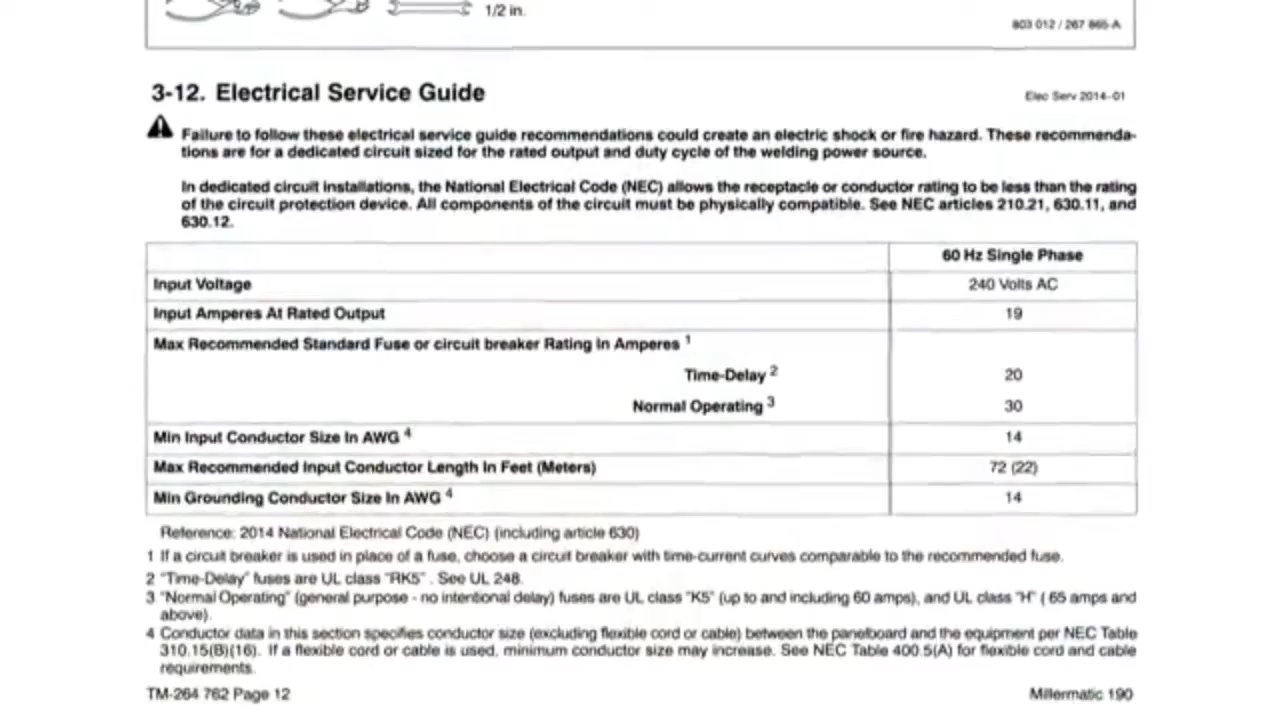 1/2 in.
803 012 / 267 865-A
3-12. Electrical Service Guide
Elec Serv 2014-01
Failure to follow these electrical service guide recommendations could create an electric shock or fire hazard. These recommenda-
tions are for a dedicated circuit sized for the rated output and duty cycle of the welding power source.
In dedicated circuit installations, the National Electrical Code (NEC) allows the receptacle or conductor rating to be less than the rating
of the circuit protection device. All components of the circuit must be physically compatible. See NEC articles 210.21, 630.11, and
630.12.
60 Hz Single Phase
Input Voltage 240 Volts AC
Input Amperes At Rated Output 19
Max Recommended Standard Fuse or circuit breaker Rating In Amperes 1
Time-Delay 2 20
Normal Operating 3 30
Min Input Conductor Size In AWG 4 14
Max Recommended Input Conductor Length In Feet (Meters) 72 (22)
Min Grounding Conductor Size In AWG 4 14
Reference: 2014 National Electrical Code (NEC) (including article 630)
1 If a circuit breaker is used in place of a fuse, choose a circuit breaker with time-current curves comparable to the recommended fuse.
2 "Time-Delay" fuses are UL class "RK5" . See UL 248.
3 "Normal Operating" (general purpose - no intentional delay) fuses are UL class "K5" (up to and including 60 amps), and UL class "H" ( 65 amps and
above).
4 Conductor data in this section specifies conductor size (excluding flexible cord or cable) between the panelboard and the equipment per NEC Table
310.15(B)(16). If a flexible cord or cable is used, minimum conductor size may increase. See NEC Table 400.5(A) for flexible cord and cable
requirements.
TM-264 762 Page 12
Millermatic 190